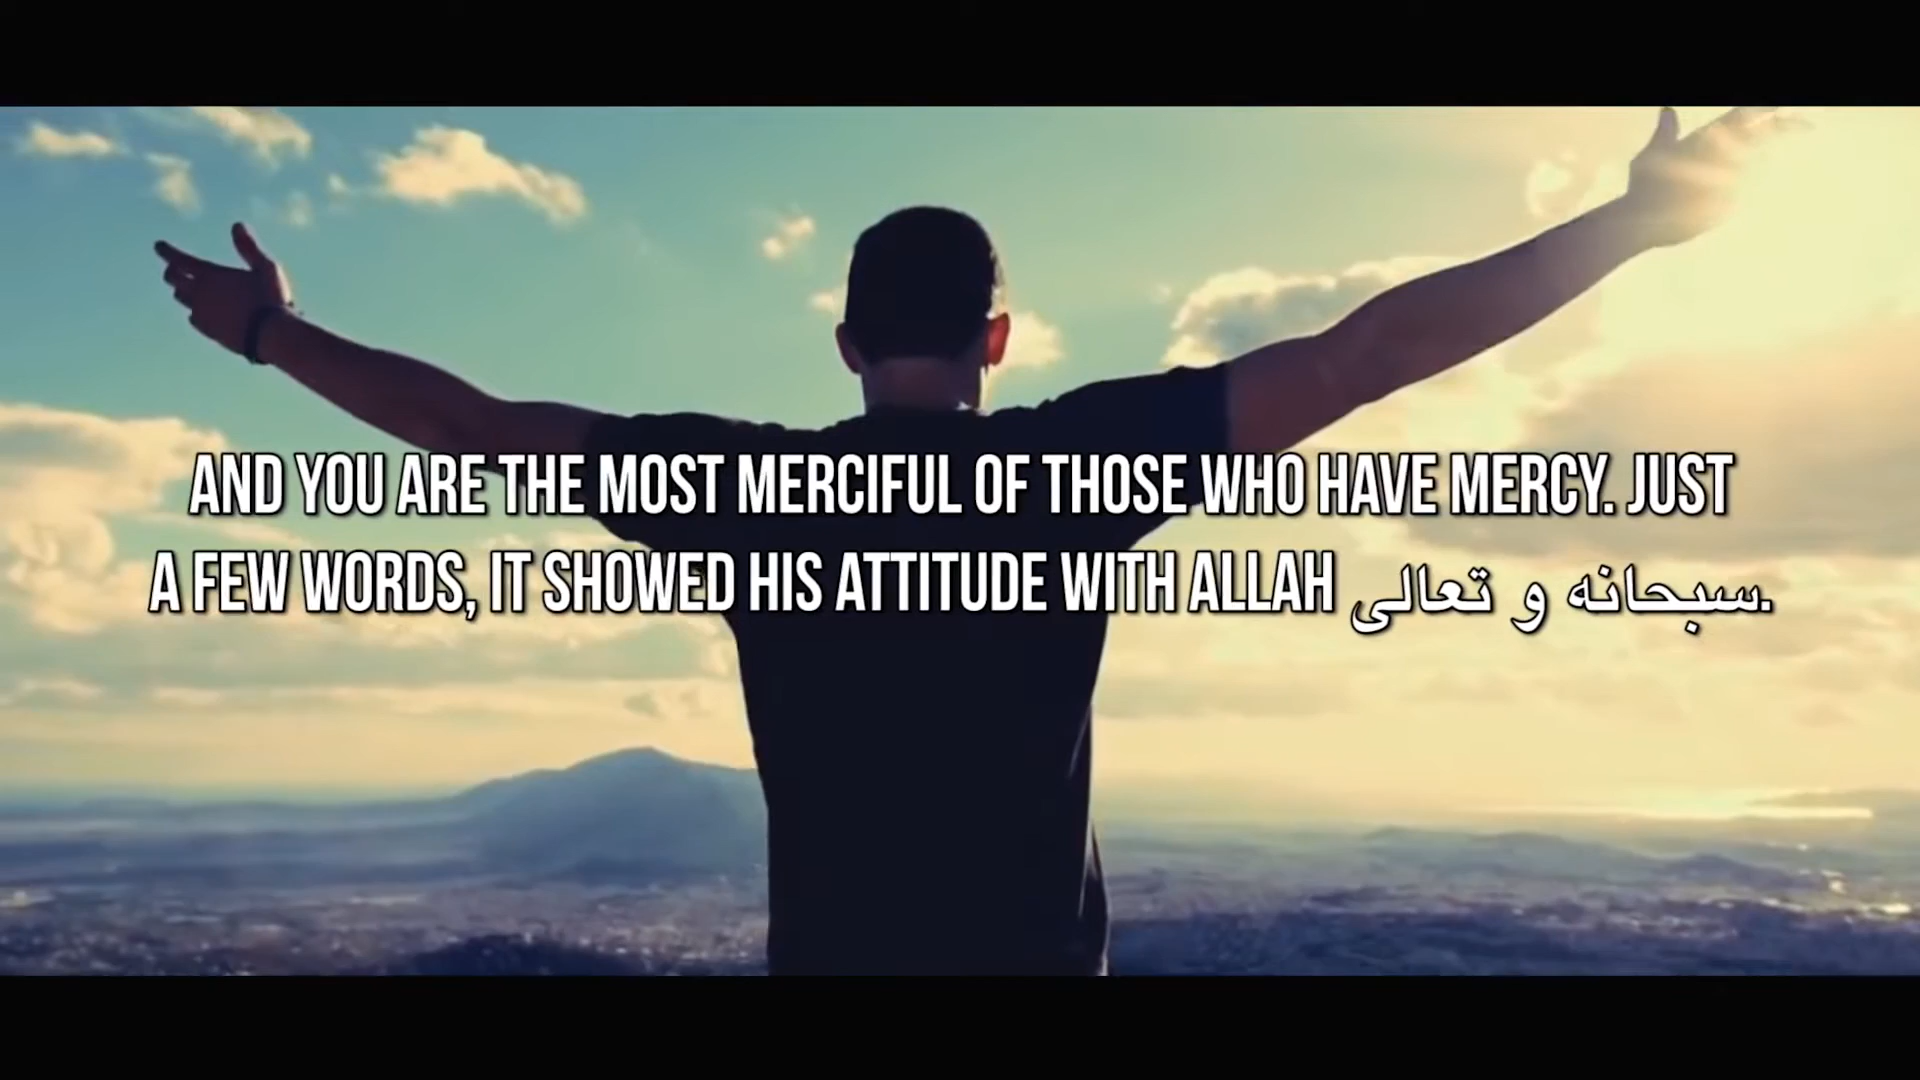 AND YOU ARE THE MOST MERCIFUL OF THOSE WHO HAVE MERCY. JUST
A FEW WORDS, IT SHOWED HIS ATTITUDE WITH ALLAH سبحانه و تعالى.